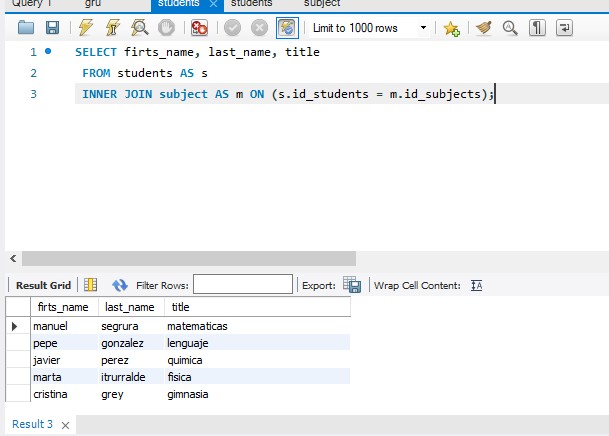 Query 1 gru students × students subject
Limit to 1000 rows
1 SELECT firts_name, last_name, title
2 FROM students AS s
3 INNER JOIN subject AS m ON (s.id_students = m.id_subjects);
Result Grid Filter Rows: Export: Wrap Cell Content: IA
firts_name last_name title
manuel segrura matematicas
pepe gonzalez lenguaje
javier perez quimica
marta itrurralde fisica
cristina grey gimnasia
Result 3 ×